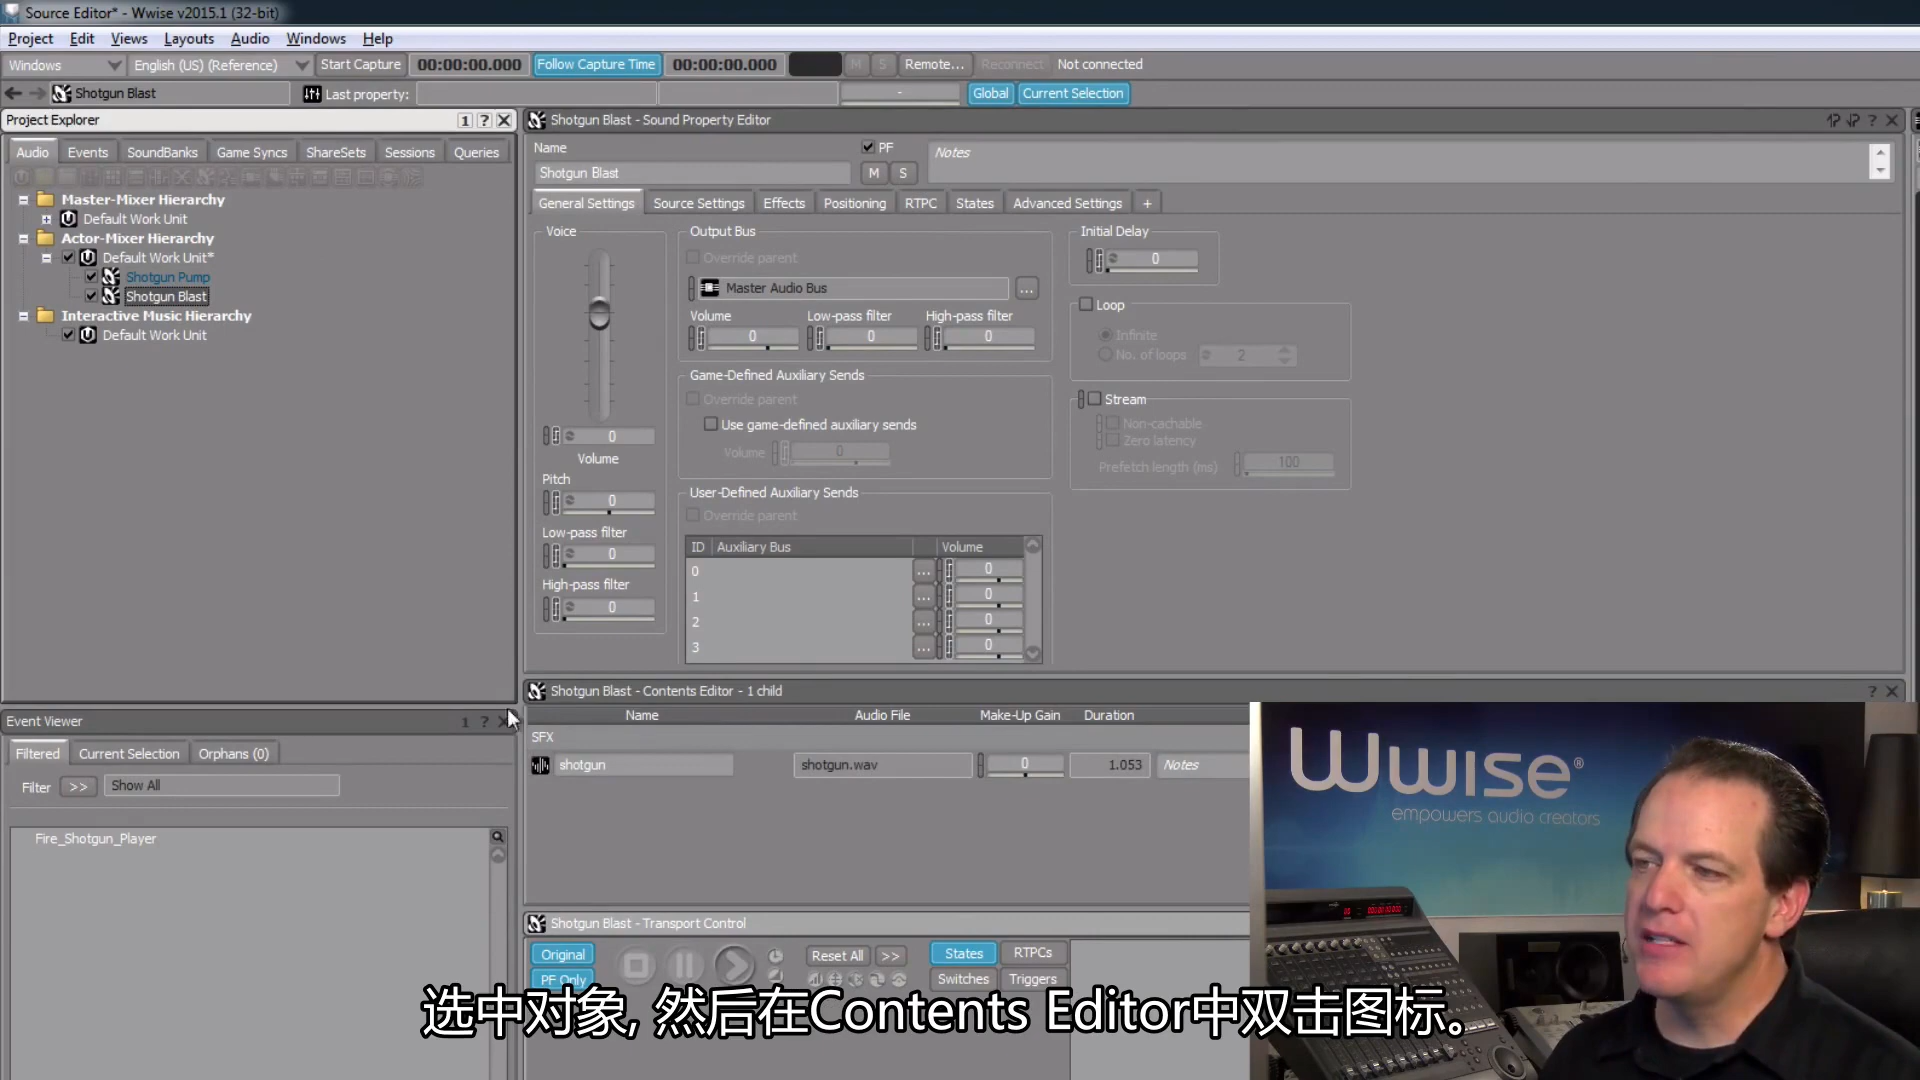 Source Editor* - Wwise v2015.1 (32-bit)
Project Edit Views Layouts Audio Windows Help
Windows English (US) (Reference) Start Capture 00:00:00.000 Follow Capture Time 00:00:00.000 M S Remote... Reconnect Not connected
Shotgun Blast Last property: - Global Current Selection
Project Explorer 1 ?
Audio Events SoundBanks Game Syncs ShareSets Sessions Queries
Master-Mixer Hierarchy
Default Work Unit
Actor-Mixer Hierarchy
Default Work Unit*
Shotgun Pump
Shotgun Blast
Interactive Music Hierarchy
Default Work Unit
Event Viewer 1 ?
Filtered Current Selection Orphans (0)
Filter >> Show All
Fire_Shotgun_Player
Shotgun Blast - Sound Property Editor ?
Name PF Notes
Shotgun Blast M S
General Settings Source Settings Effects Positioning RTPC States Advanced Settings +
Voice
0
Volume
Pitch
0
Low-pass filter
0
High-pass filter
0
Output Bus
Override parent
Master Audio Bus ...
Volume Low-pass filter High-pass filter
0 0 0
Game-Defined Auxiliary Sends
Override parent
Use game-defined auxiliary sends
Volume 0
User-Defined Auxiliary Sends
Override parent
ID Auxiliary Bus Volume
0 ... 0
1 ... 0
2 ... 0
3 ... 0
Initial Delay
0
Loop
Infinite
No. of loops 2
Stream
Non-cachable
Zero latency
Prefetch length (ms) 100
Shotgun Blast - Contents Editor - 1 child ?
Name Audio File Make-Up Gain Duration
SFX
shotgun shotgun.wav 0 1.053 Notes
Shotgun Blast - Transport Control
Original Reset All >> States RTPCs
PF Only Switches Triggers
Wwise®
empowers audio creators
选中对象, 然后在Contents Editor中双击图标。